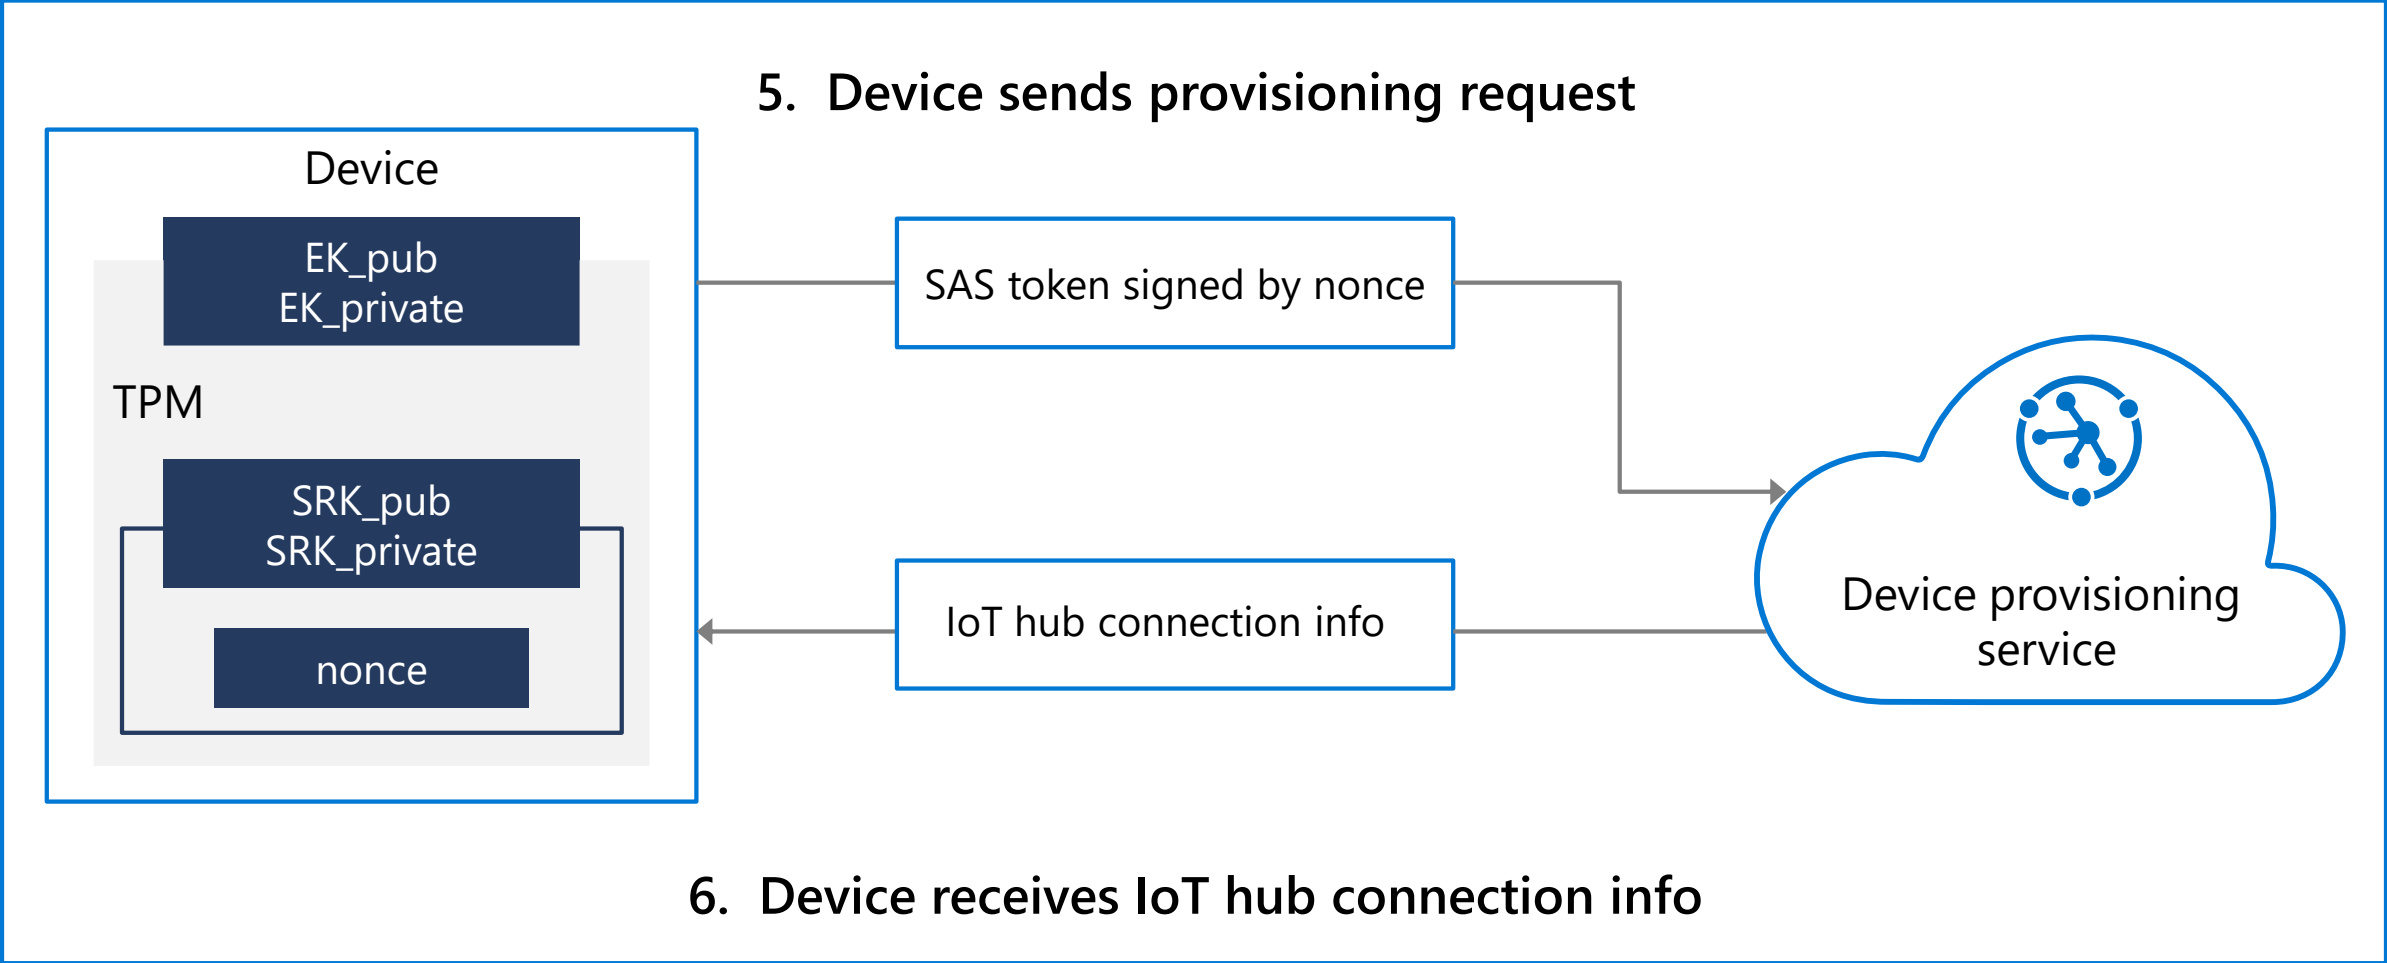 5. Device sends provisioning request
Device
EK_pub
EK_private
TPM
SRK_pub
SRK_private
nonce
SAS token signed by nonce
IoT hub connection info
Device provisioning
service
6. Device receives IoT hub connection info